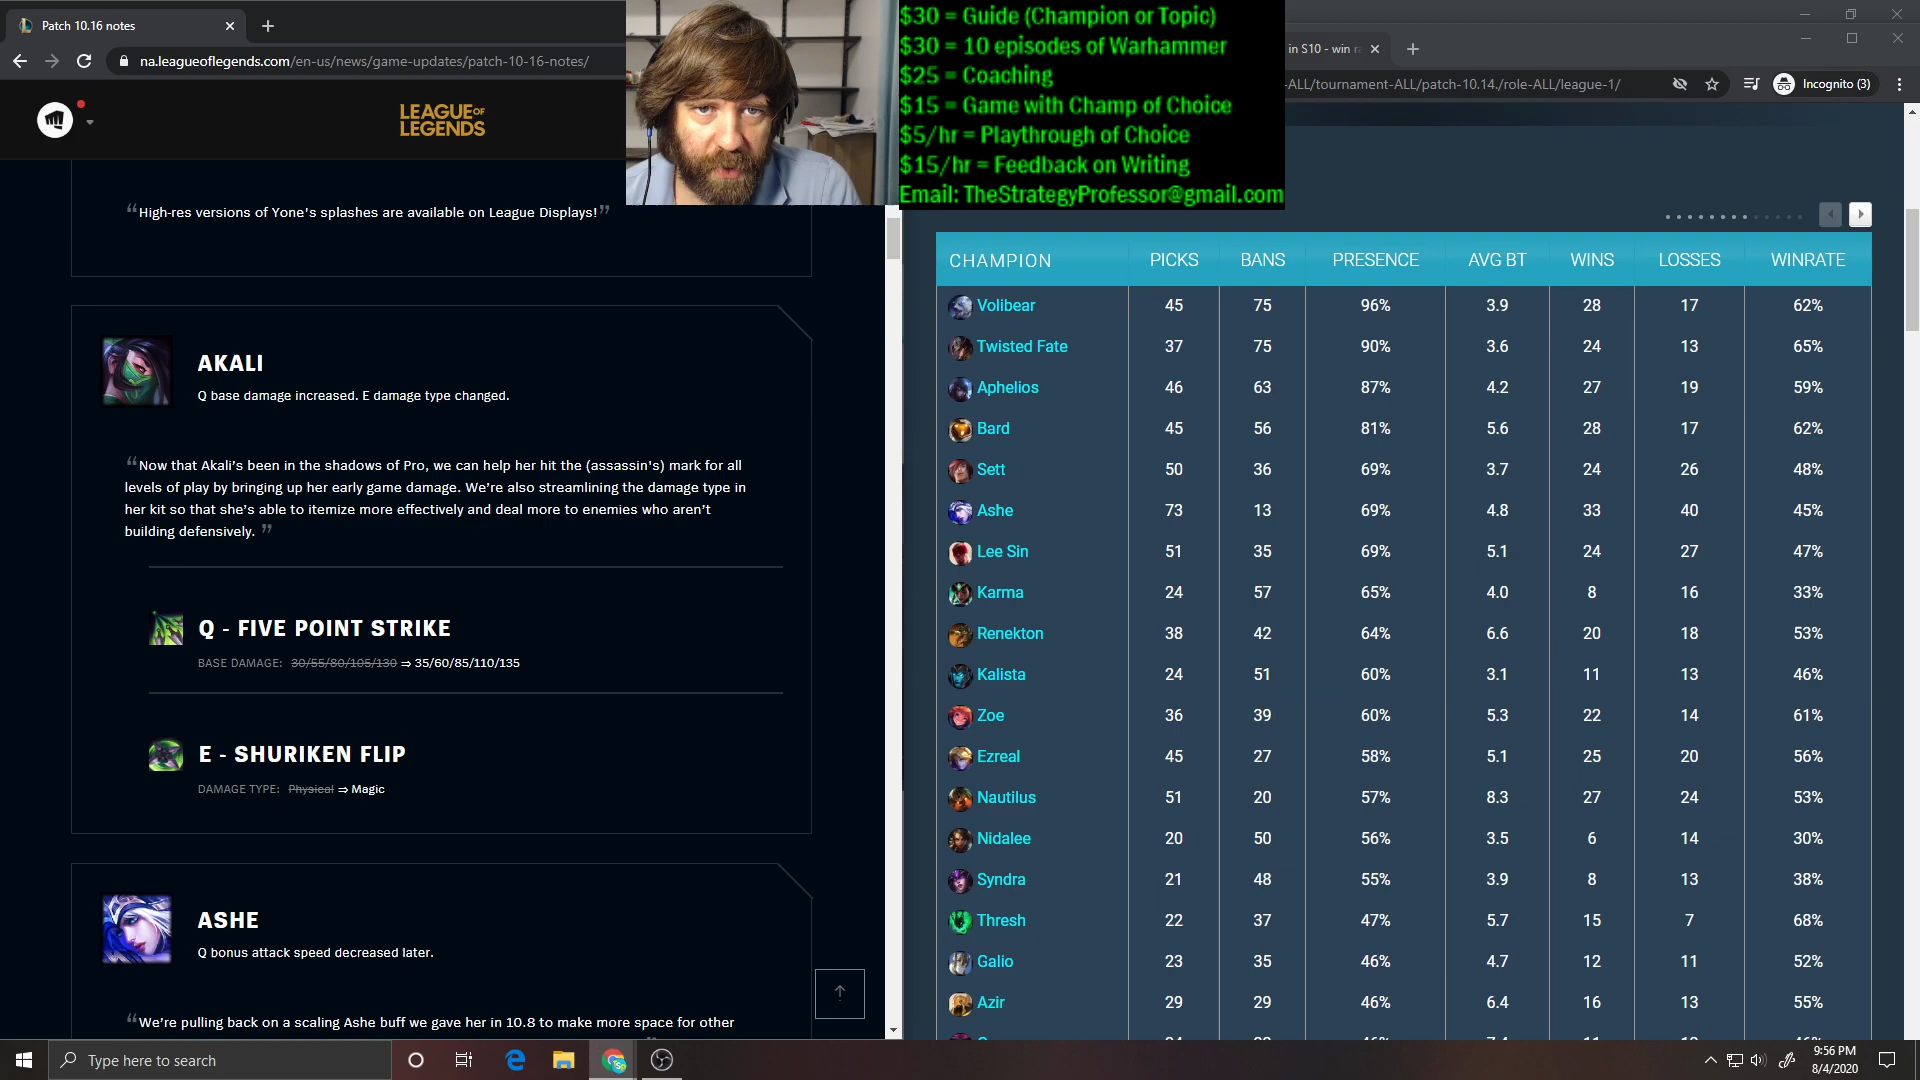 Patch 10.16 notes
na.leagueoflegends.com/en-us/news/game-updates/patch-10-16-notes/
LEAGUE OF
LEGENDS
“High-res versions of Yone's splashes are available on League Displays!”
AKALI
Q base damage increased. E damage type changed.
“Now that Akali’s been in the shadows of Pro, we can help her hit the (assassin's) mark for all
levels of play by bringing up her early game damage. We’re also streamlining the damage type in
her kit so that she’s able to itemize more effectively and deal more to enemies who aren’t
building defensively. ”
Q - FIVE POINT STRIKE
BASE DAMAGE: 30/55/80/105/130 ⇒ 35/60/85/110/135
E - SHURIKEN FLIP
DAMAGE TYPE: Physical ⇒ Magic
ASHE
Q bonus attack speed decreased later.
“We’re pulling back on a scaling Ashe buff we gave her in 10.8 to make more space for other
$30 = Guide (Champion or Topic)
$30 = 10 episodes of Warhammer
$25 = Coaching
$15 = Game with Champ of Choice
$5/hr = Playthrough of Choice
$15/hr = Feedback on Writing
Email: TheStrategyProfessor@gmail.com
in S10 - win ra
-ALL/tournament-ALL/patch-10.14./role-ALL/league-1/
Incognito (3)
CHAMPION PICKS BANS PRESENCE AVG BT WINS LOSSES WINRATE
Volibear 45 75 96% 3.9 28 17 62%
Twisted Fate 37 75 90% 3.6 24 13 65%
Aphelios 46 63 87% 4.2 27 19 59%
Bard 45 56 81% 5.6 28 17 62%
Sett 50 36 69% 3.7 24 26 48%
Ashe 73 13 69% 4.8 33 40 45%
Lee Sin 51 35 69% 5.1 24 27 47%
Karma 24 57 65% 4.0 8 16 33%
Renekton 38 42 64% 6.6 20 18 53%
Kalista 24 51 60% 3.1 11 13 46%
Zoe 36 39 60% 5.3 22 14 61%
Ezreal 45 27 58% 5.1 25 20 56%
Nautilus 51 20 57% 8.3 27 24 53%
Nidalee 20 50 56% 3.5 6 14 30%
Syndra 21 48 55% 3.9 8 13 38%
Thresh 22 37 47% 5.7 15 7 68%
Galio 23 35 46% 4.7 12 11 52%
Azir 29 29 46% 6.4 16 13 55%
Type here to search
9:56 PM
8/4/2020